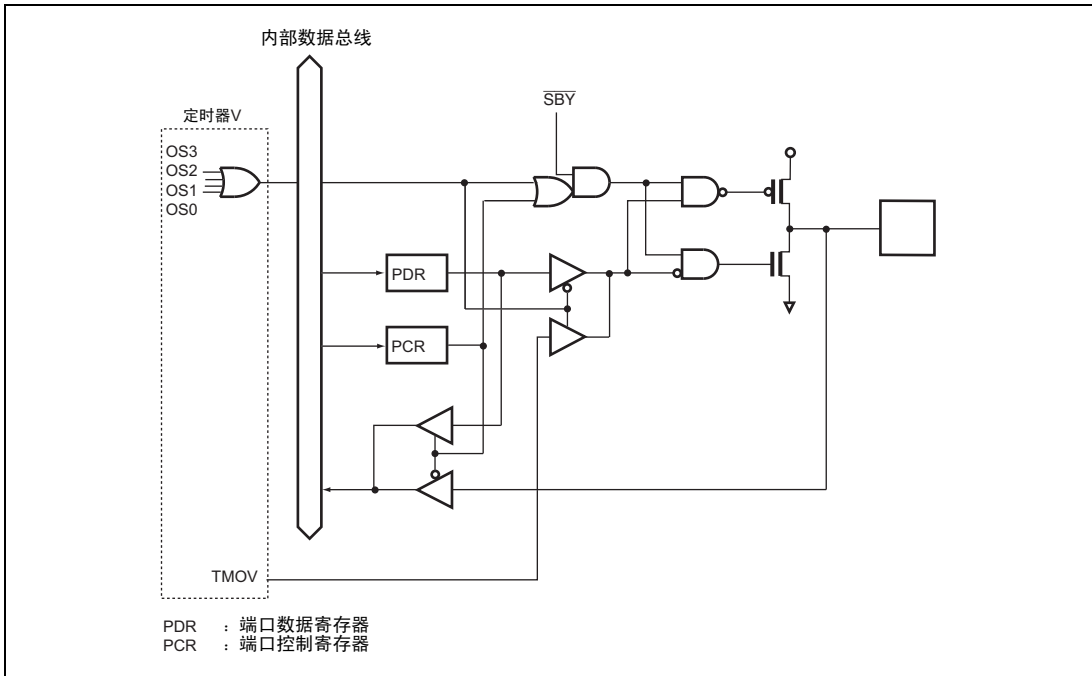 内部数据总线
SBY
定时器V
OS3
OS2
OS1
OS0
PDR
PCR
TMOV
PDR ：端口数据寄存器
PCR ：端口控制寄存器